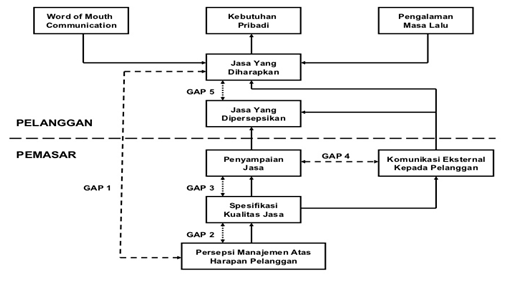 Word of Mouth
Communication
Kebutuhan
Pribadi
Pengalaman
Masa Lalu
Jasa Yang
Diharapkan
GAP 5
Jasa Yang
Dipersepsikan
PELANGGAN
PEMASAR
Penyampaian
Jasa
GAP 4
Komunikasi Eksternal
Kepada Pelanggan
GAP 1
GAP 3
Spesifikasi
Kualitas Jasa
GAP 2
Persepsi Manajemen Atas
Harapan Pelanggan